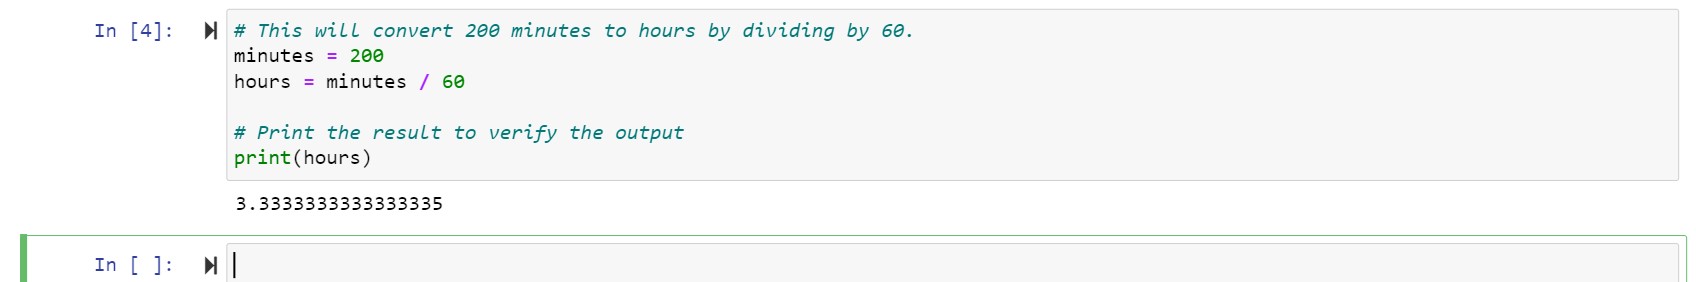 In [4]:
# This will convert 200 minutes to hours by dividing by 60.
minutes = 200
hours = minutes / 60
# Print the result to verify the output
print(hours)
3.3333333333333335
In [ ]: